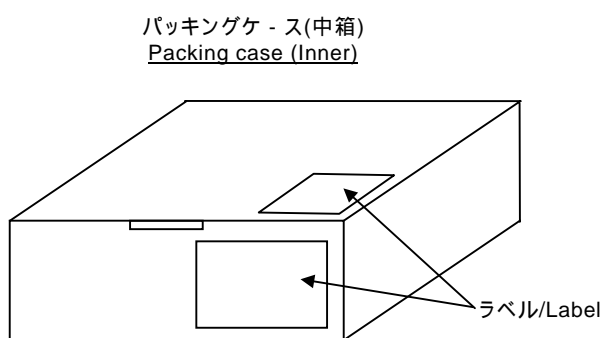 パッキングケ - ス(中箱)
Packing case (Inner)
ラベル/Label